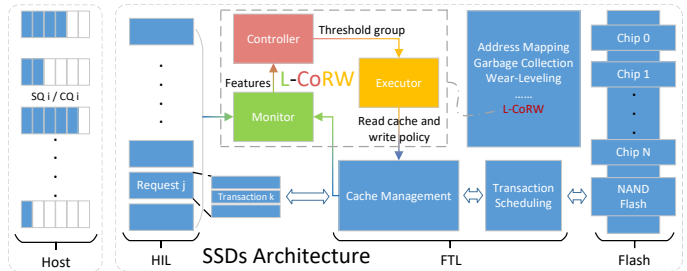 SQ i / CQ i
Host
Request j
HIL
Transaction k
Controller
Threshold group
Features
L-CoRW
Executor
Monitor
Read cache and
write policy
Address Mapping
Garbage Collection
Wear-Leveling
......
L-CoRW
Cache Management
Transaction
Scheduling
FTL
SSDs Architecture
Chip 0
Chip 1
Chip N
NAND
Flash
Flash